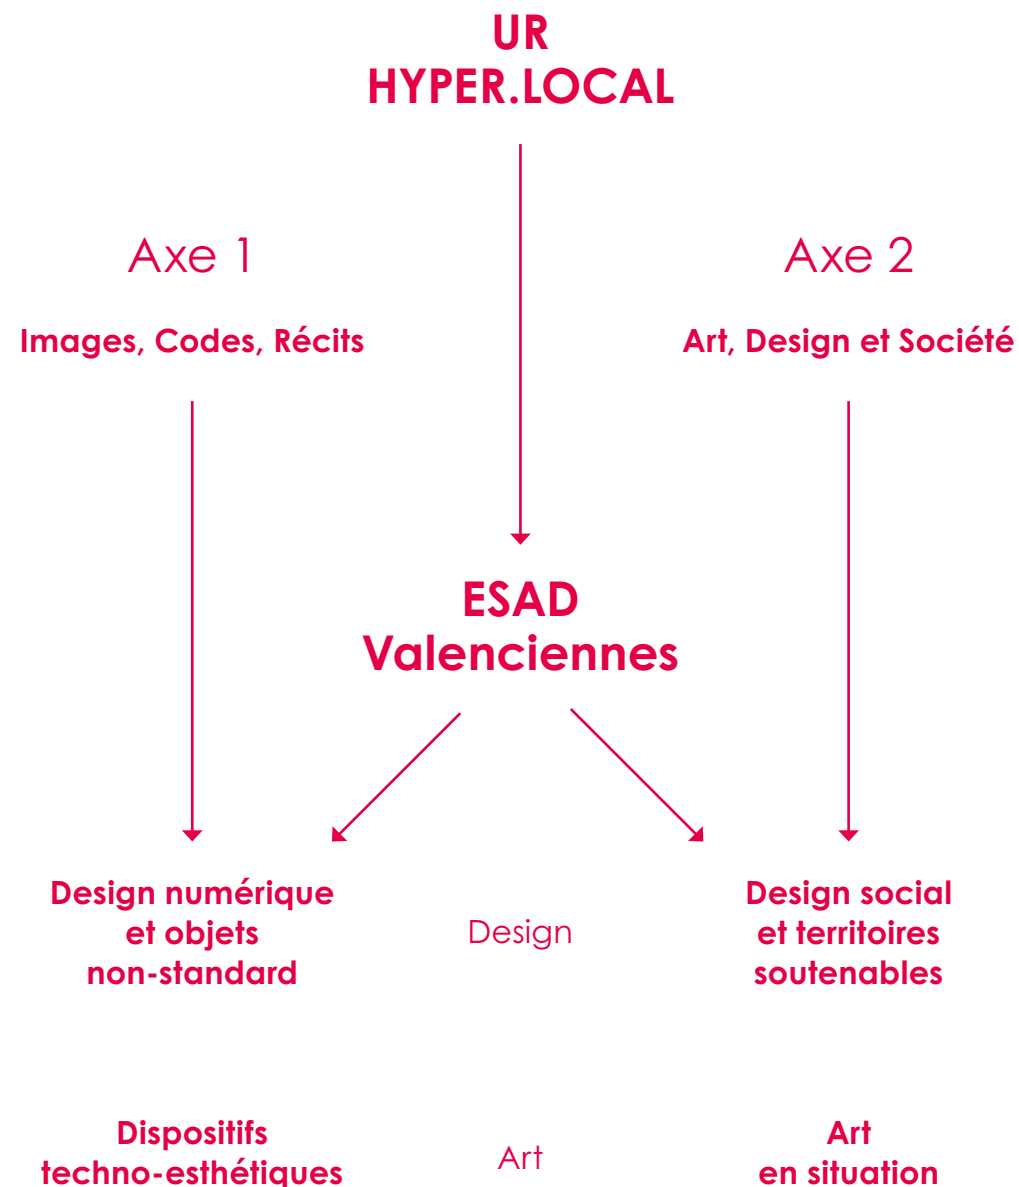 UR
HYPER.LOCAL
Axe 1
Axe 2
Images, Codes, Récits
Art, Design et Société
ESAD
Valenciennes
Design numérique
et objets
non-standard
Design
Design social
et territoires
soutenables
Dispositifs
techno-esthétiques
Art
Art
en situation